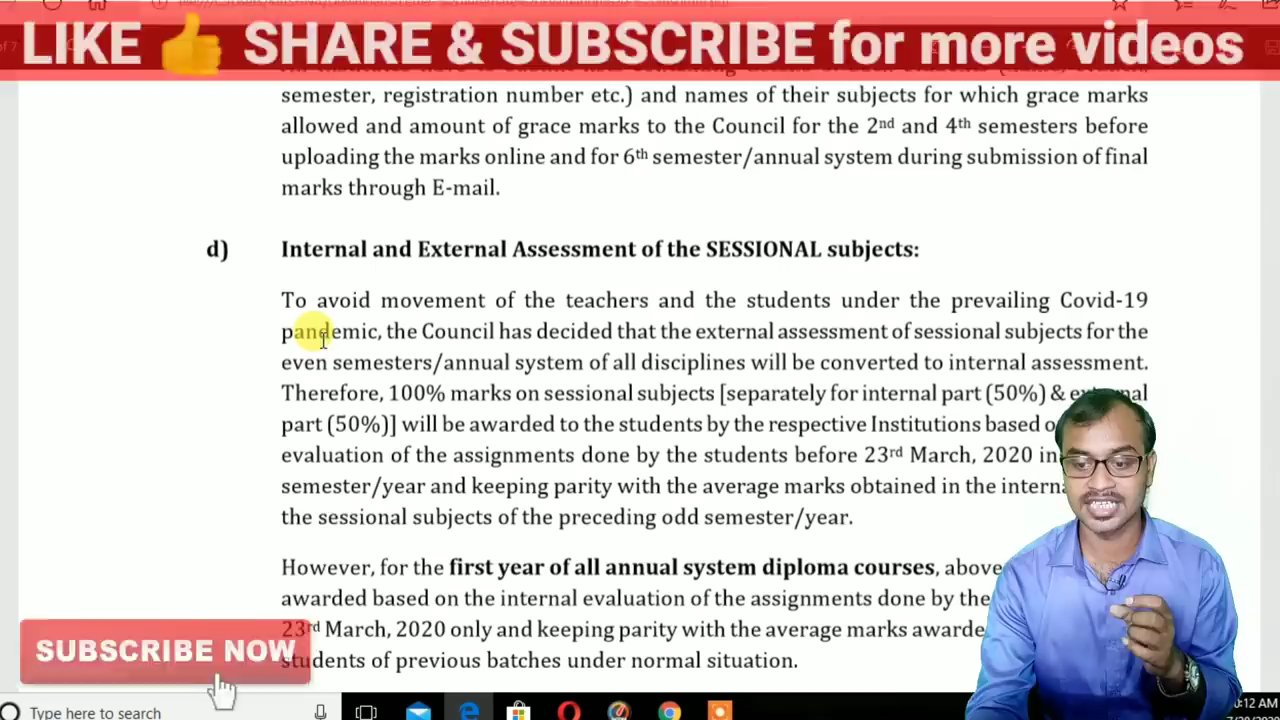 LIKE 👍 SHARE & SUBSCRIBE for more videos
semester, registration number etc.) and names of their subjects for which grace marks
allowed and amount of grace marks to the Council for the 2nd and 4th semesters before
uploading the marks online and for 6th semester/annual system during submission of final
marks through E-mail.
d) Internal and External Assessment of the SESSIONAL subjects:
To avoid movement of the teachers and the students under the prevailing Covid-19
pandemic, the Council has decided that the external assessment of sessional subjects for the
even semesters/annual system of all disciplines will be converted to internal assessment.
Therefore, 100% marks on sessional subjects [separately for internal part (50%) &
part (50%)] will be awarded to the students by the respective Institutions based
evaluation of the assignments done by the students before 23rd March, 2020 in
semester/year and keeping parity with the average marks obtained in the
the sessional subjects of the preceding odd semester/year.
However, for the first year of all annual system diploma courses, above
awarded based on the internal evaluation of the assignments done by the
23rd March, 2020 only and keeping parity with the average marks
students of previous batches under normal situation.
SUBSCRIBE NOW
Type here to search